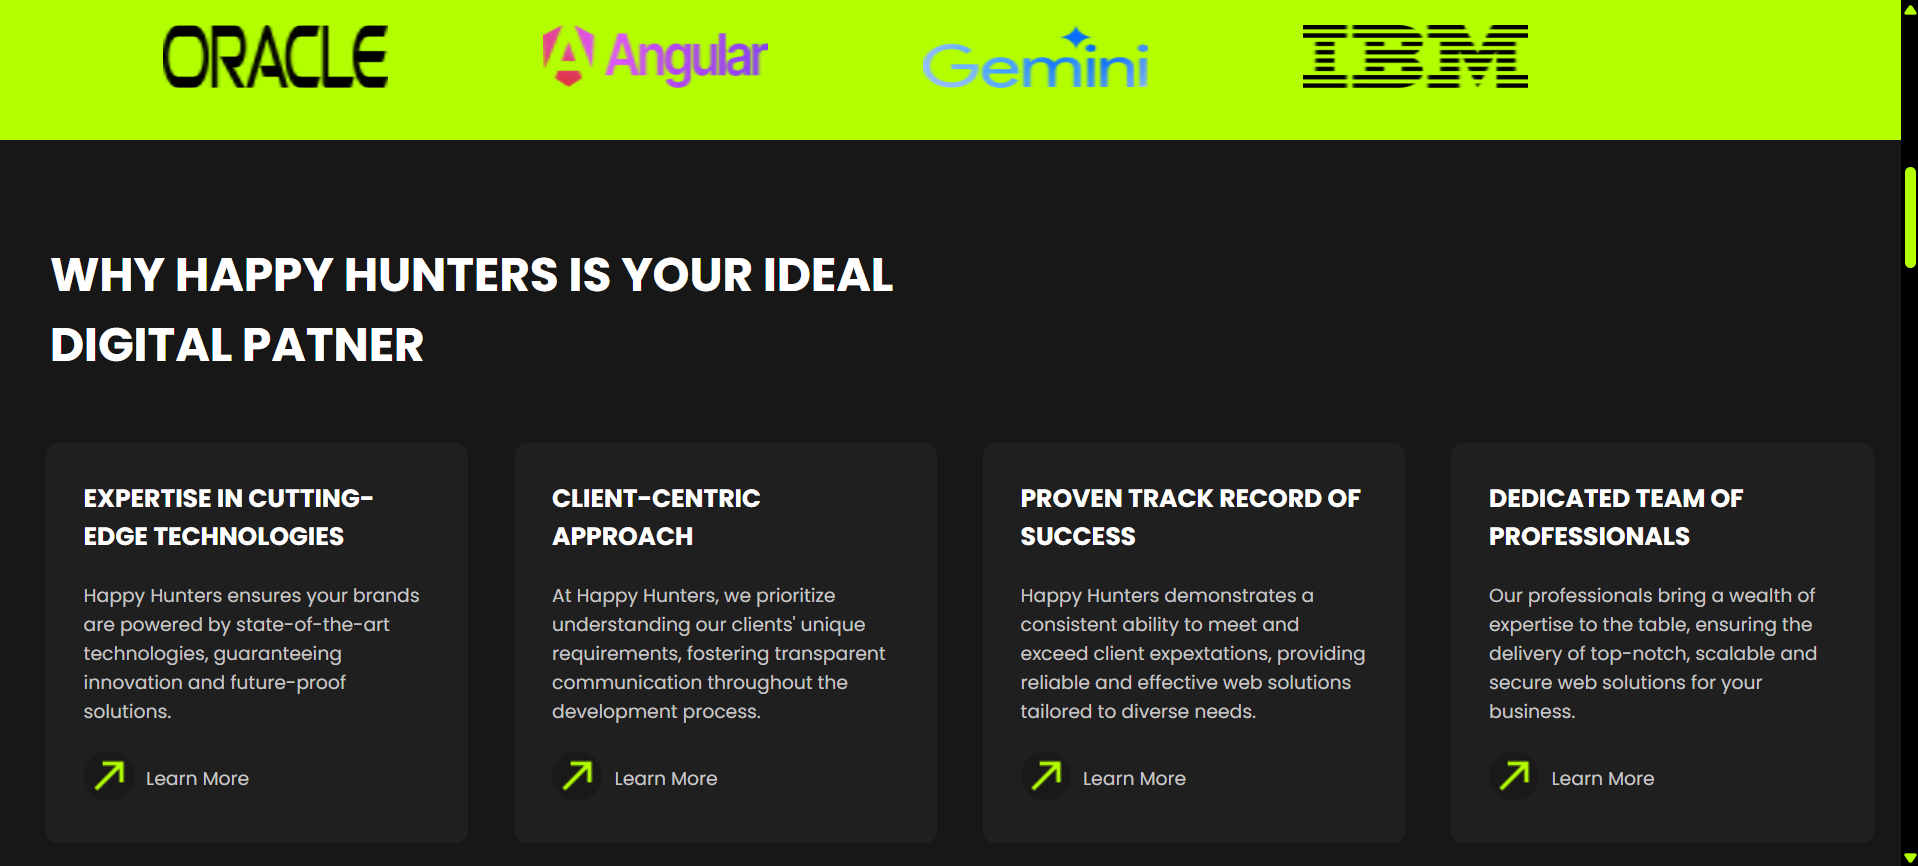 ORACLE
Angular
Gemini
IBM
WHY HAPPY HUNTERS IS YOUR IDEAL
DIGITAL PATNER
EXPERTISE IN CUTTING-
EDGE TECHNOLOGIES
Happy Hunters ensures your brands
are powered by state-of-the-art
technologies, guaranteeing
innovation and future-proof
solutions.
Learn More
CLIENT-CENTRIC
APPROACH
At Happy Hunters, we prioritize
understanding our clients' unique
requirements, fostering transparent
communication throughout the
development process.
Learn More
PROVEN TRACK RECORD OF
SUCCESS
Happy Hunters demonstrates a
consistent ability to meet and
exceed client expextations, providing
reliable and effective web solutions
tailored to diverse needs.
Learn More
DEDICATED TEAM OF
PROFESSIONALS
Our professionals bring a wealth of
expertise to the table, ensuring the
delivery of top-notch, scalable and
secure web solutions for your
business.
Learn More